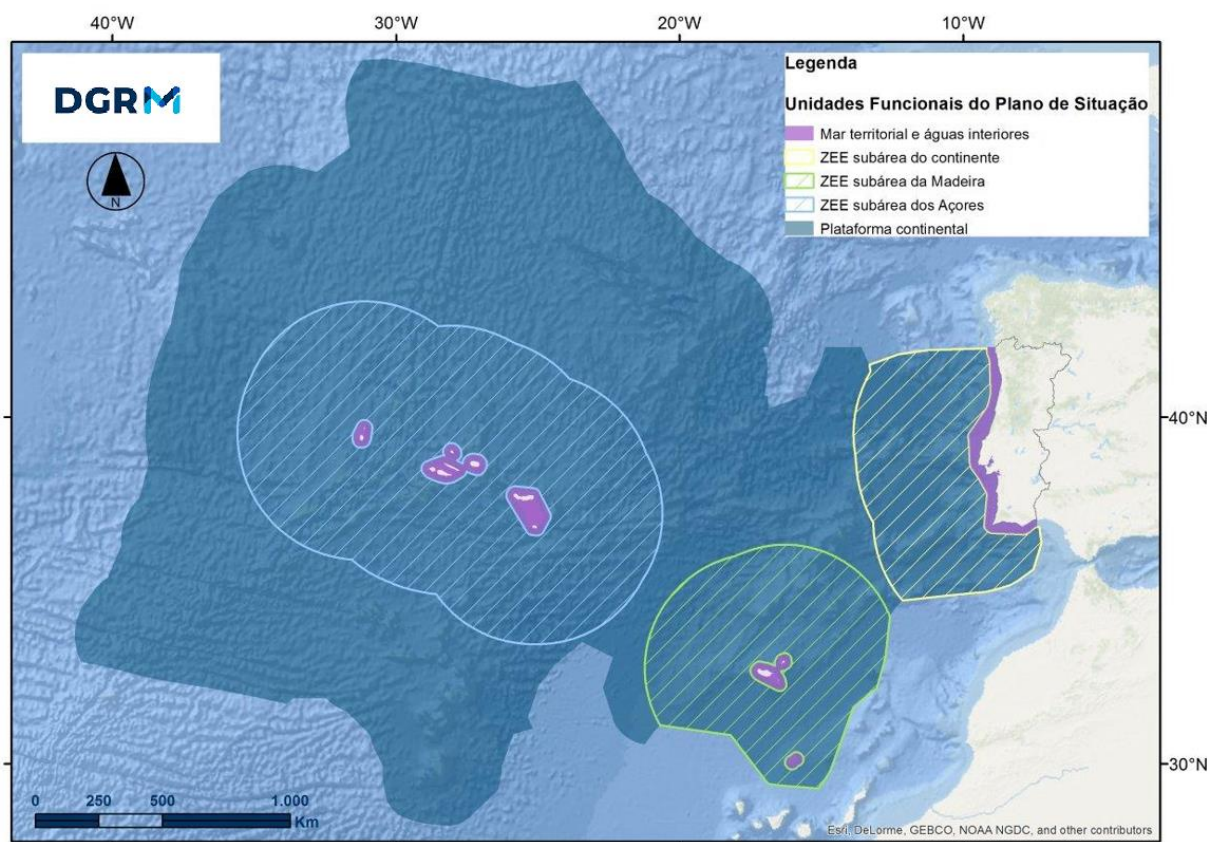 40°W
30°W
20°W
10°W
DGRM
N
Legenda
Unidades Funcionais do Plano de Situação
Mar territorial e águas interiores
ZEE subárea do continente
ZEE subárea da Madeira
ZEE subárea dos Açores
Plataforma continental
40°N
40°N
30°N
30°N
0 250 500 1.000
Km
Esri, DeLorme, GEBCO, NOAA NGDC, and other contributors